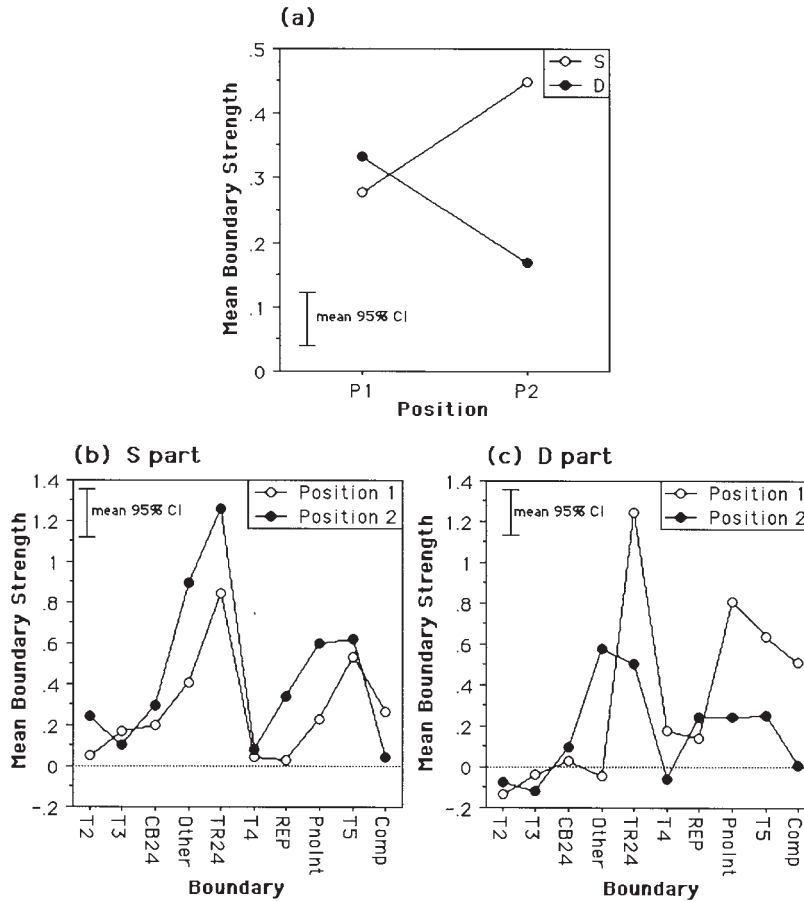 (a)
Mean Boundary Strength
.5
.4
.3
.2
.1
0
S
D
mean 95% CI
P1 P2
Position
(b) S part
Mean Boundary Strength
1.4
1.2
1
.8
.6
.4
.2
0
-.2
mean 95% CI
Position 1
Position 2
T2 T3 CB24 Other TR24 T4 REP PnoInt T5 Comp
Boundary
(c) D part
Mean Boundary Strength
1.4
1.2
1
.8
.6
.4
.2
0
-.2
mean 95% CI
Position 1
Position 2
T2 T3 CB24 Other TR24 T4 REP PnoInt T5 Comp
Boundary